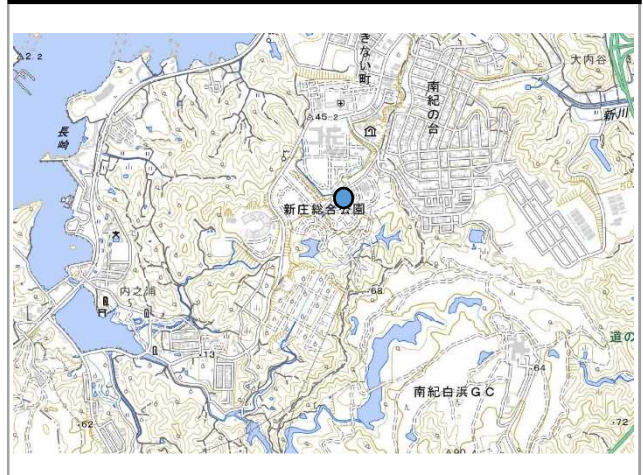 2.2
きない町
大内谷
新川
南紀の台
45.2
長崎
新庄総合公園
内之浦
68
13
道の
64
南紀白浜GC
62
72